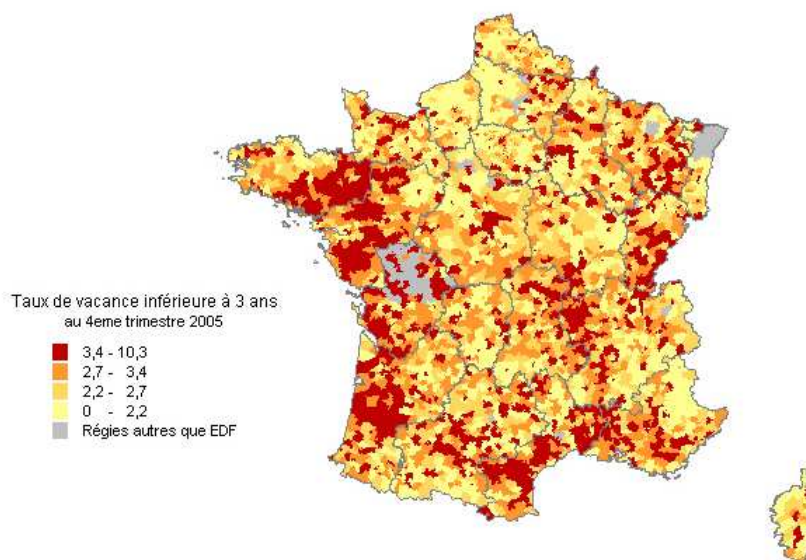 Taux de vacance inférieure à 3 ans
au 4eme trimestre 2005
3,4 - 10,3
2,7 - 3,4
2,2 - 2,7
0 - 2,2
Régies autres que EDF